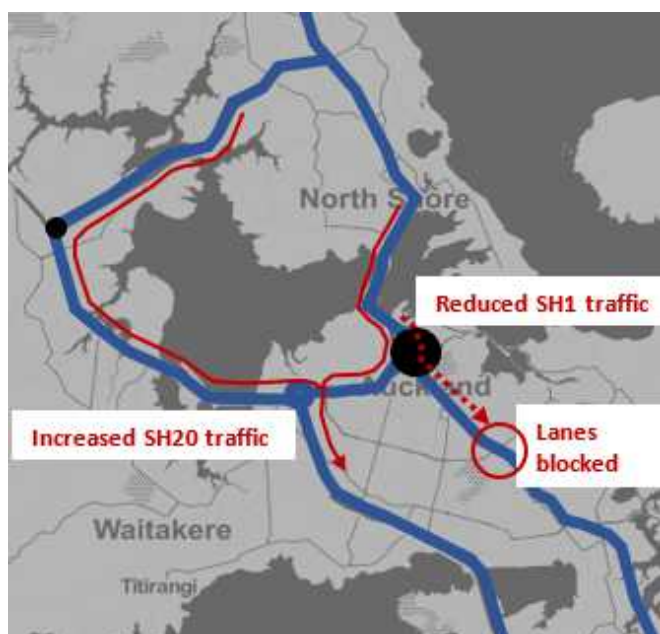 North Shore
Reduced SH1 traffic
Auckland
Increased SH20 traffic
Lanes
blocked
Waitakere
Titirangi